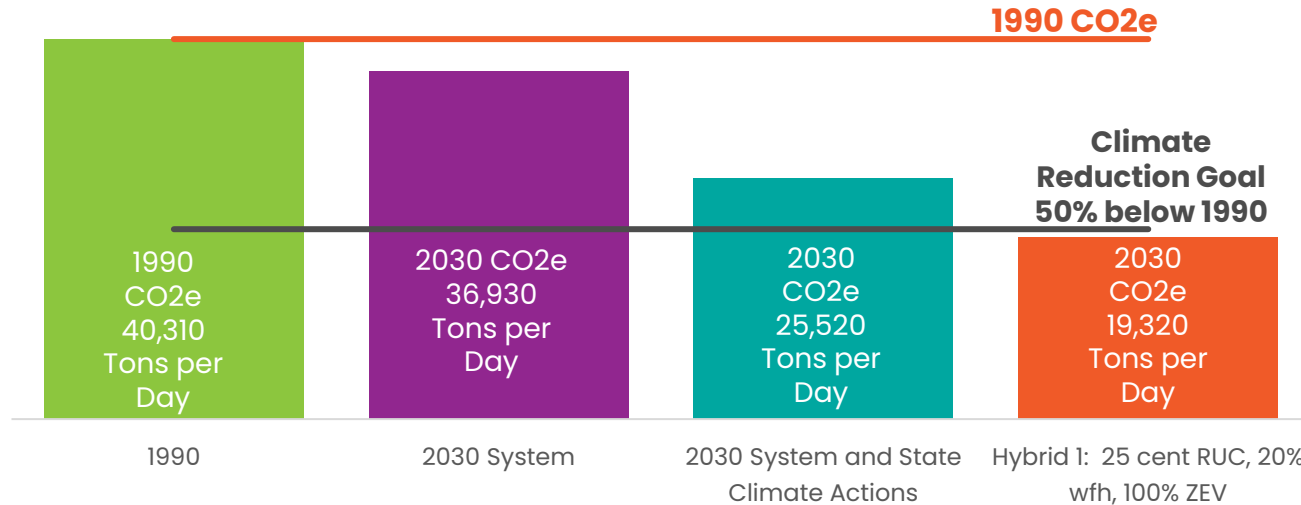 1990 CO2e
Climate
Reduction Goal
50% below 1990
1990
CO2e
40,310
Tons per
Day
2030 CO2e
36,930
Tons per
Day
2030
CO2e
25,520
Tons per
Day
2030
CO2e
19,320
Tons per
Day
1990
2030 System
2030 System and State
Climate Actions
Hybrid 1: 25 cent RUC, 20%
wfh, 100% ZEV